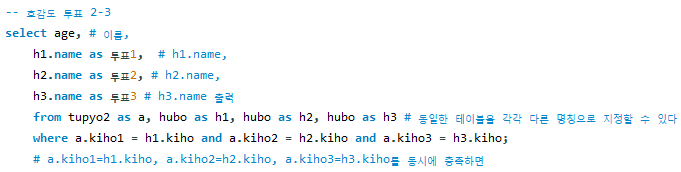 -- 호감도 투표 2-3
select age, # 이름,
h1.name as 투표1, # h1.name,
h2.name as 투표2, # h2.name,
h3.name as 투표3 # h3.name 출력
from tupyo2 as a, hubo as h1, hubo as h2, hubo as h3 # 동일한 테이블을 각각 다른 명칭으로 지정할 수 있다
where a.kiho1 = h1.kiho and a.kiho2 = h2.kiho and a.kiho3 = h3.kiho;
# a.kiho1=h1.kiho, a.kiho2=h2.kiho, a.kiho3=h3.kiho를 동시에 충족하면